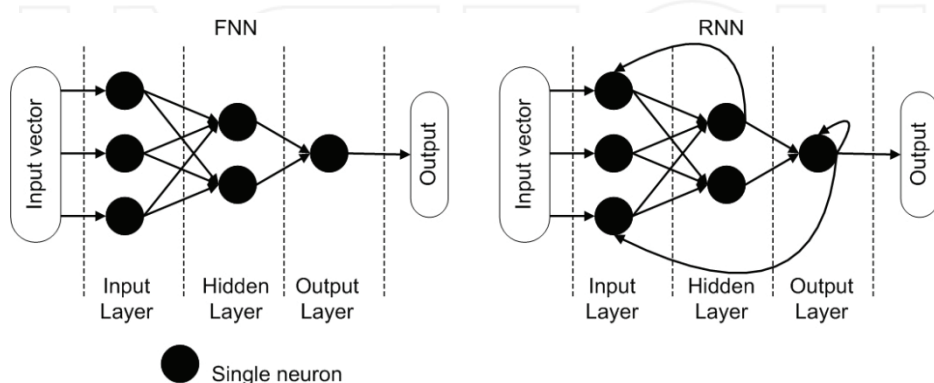 FNN
Input vector
Output
Input
Layer
Hidden
Layer
Output
Layer
RNN
Input vector
Output
Input
Layer
Hidden
Layer
Output
Layer
Single neuron